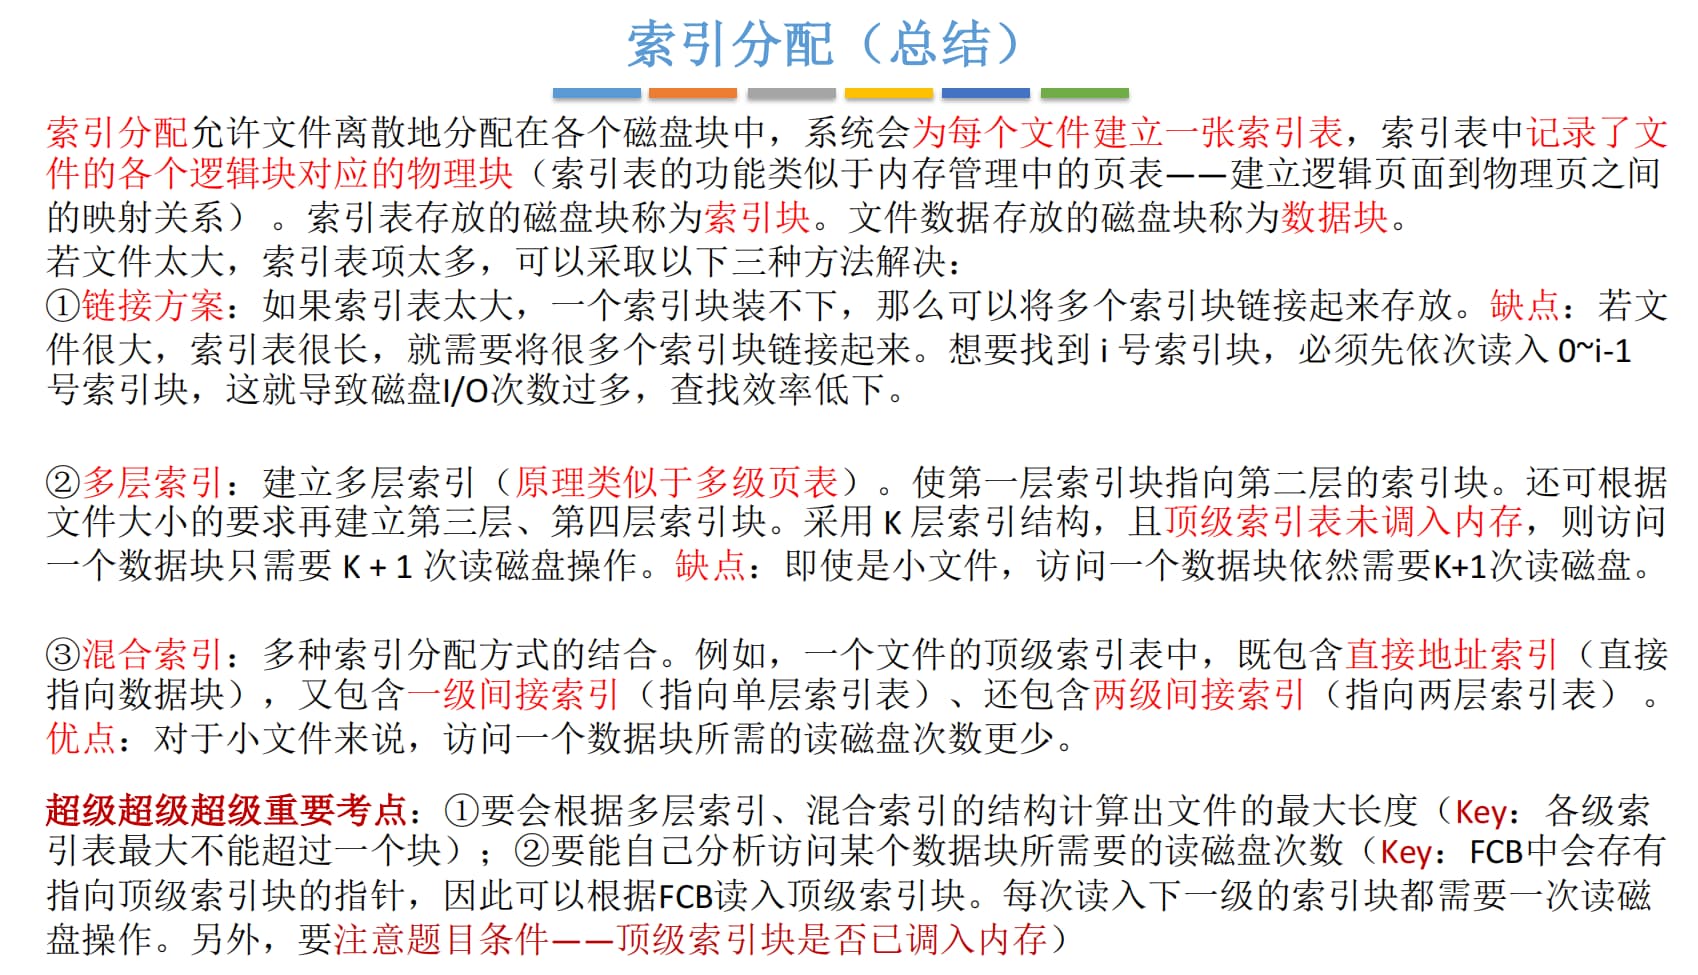 索引分配（总结）
索引分配允许文件离散地分配在各个磁盘块中，系统会为每个文件建立一张索引表，索引表中记录了文
件的各个逻辑块对应的物理块（索引表的功能类似于内存管理中的页表——建立逻辑页面到物理页之间
的映射关系）。索引表存放的磁盘块称为索引块。文件数据存放的磁盘块称为数据块。
若文件太大，索引表项太多，可以采取以下三种方法解决：
①链接方案：如果索引表太大，一个索引块装不下，那么可以将多个索引块链接起来存放。缺点：若文
件很大，索引表很长，就需要将很多个索引块链接起来。想要找到 i 号索引块，必须先依次读入 0~i-1
号索引块，这就导致磁盘I/O次数过多，查找效率低下。
②多层索引：建立多层索引（原理类似于多级页表）。使第一层索引块指向第二层的索引块。还可根据
文件大小的要求再建立第三层、第四层索引块。采用 K 层索引结构，且顶级索引表未调入内存，则访问
一个数据块只需要 K + 1 次读磁盘操作。缺点：即使是小文件，访问一个数据块依然需要K+1次读磁盘。
③混合索引：多种索引分配方式的结合。例如，一个文件的顶级索引表中，既包含直接地址索引（直接
指向数据块），又包含一级间接索引（指向单层索引表）、还包含两级间接索引（指向两层索引表）。
优点：对于小文件来说，访问一个数据块所需的读磁盘次数更少。
超级超级超级重要考点：①要会根据多层索引、混合索引的结构计算出文件的最大长度（Key：各级索
引表最大不能超过一个块）；②要能自己分析访问某个数据块所需要的读磁盘次数（Key：FCB中会存有
指向顶级索引块的指针，因此可以根据FCB读入顶级索引块。每次读入下一级的索引块都需要一次读磁
盘操作。另外，要注意题目条件——顶级索引块是否已调入内存）